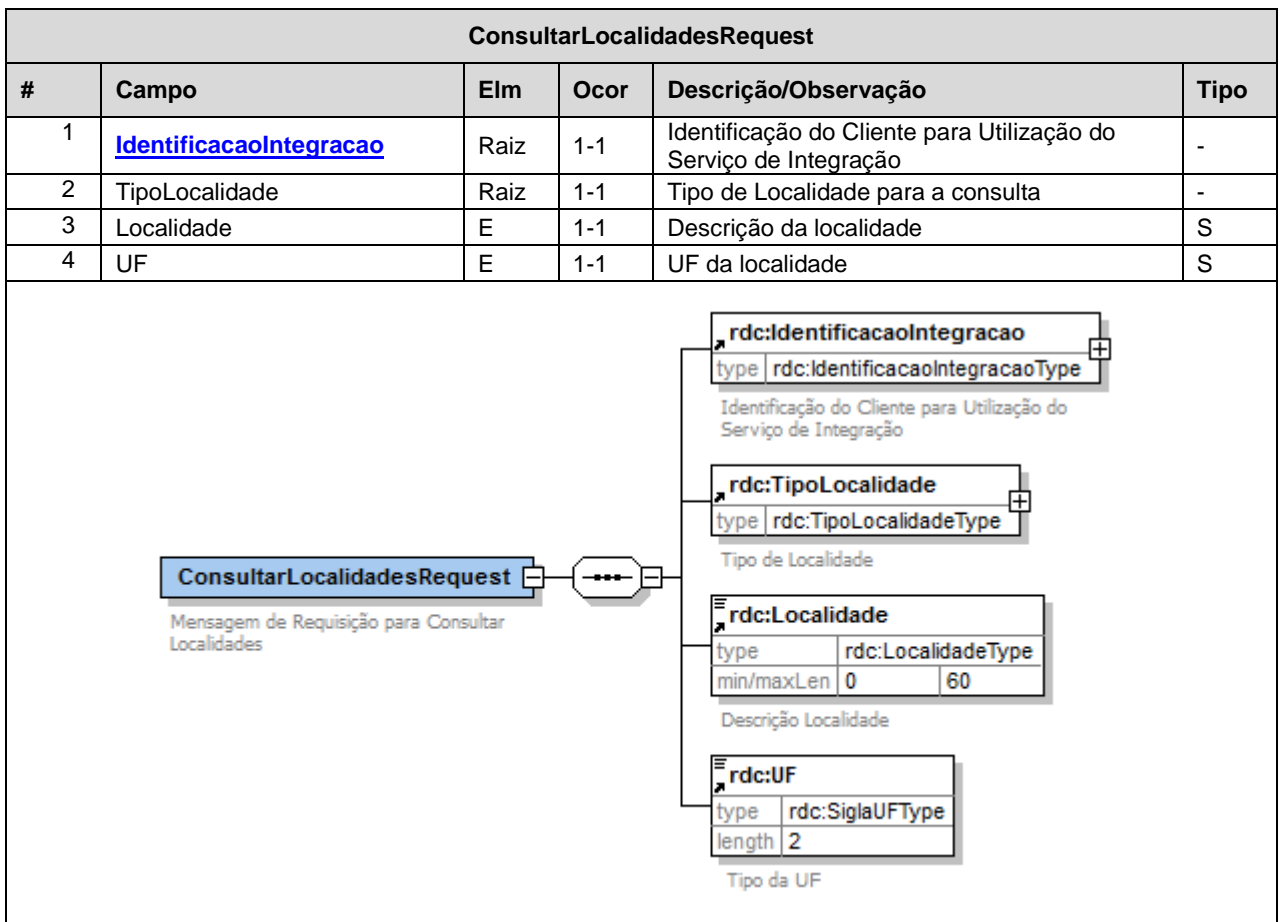 ConsultarLocalidadesRequest
# Campo Elm Ocor Descrição/Observação Tipo
1 IdentificacaoIntegracao Raiz 1-1 Identificação do Cliente para Utilização do
Serviço de Integração -
2 TipoLocalidade Raiz 1-1 Tipo de Localidade para a consulta -
3 Localidade E 1-1 Descrição da localidade S
4 UF E 1-1 UF da localidade S
rdc:IdentificacaoIntegracao
type rdc:IdentificacaoIntegracaoType
Identificação do Cliente para Utilização do
Serviço de Integração
rdc:TipoLocalidade
type rdc:TipoLocalidadeType
Tipo de Localidade
ConsultarLocalidadesRequest
Mensagem de Requisição para Consultar
Localidades
rdc:Localidade
type rdc:LocalidadeType
min/maxLen 0 60
Descrição Localidade
rdc:UF
type rdc:SiglaUFType
length 2
Tipo da UF